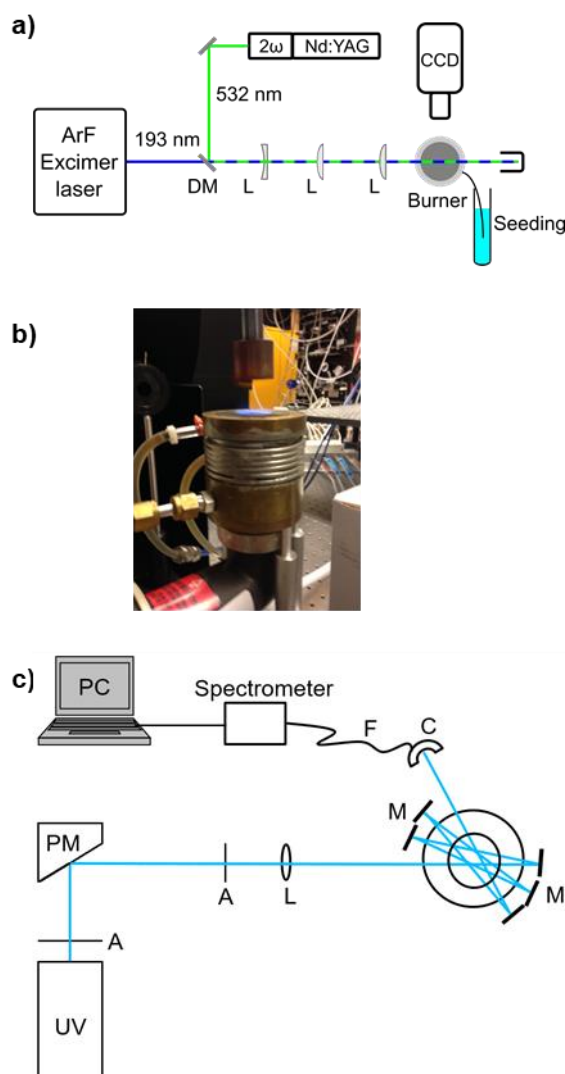 a)
2ω Nd:YAG
CCD
532 nm
ArF
Excimer
laser
193 nm
DM L L L
Burner
Seeding
b)
c)
PC
Spectrometer
F
C
M
PM
A
L
M
A
UV